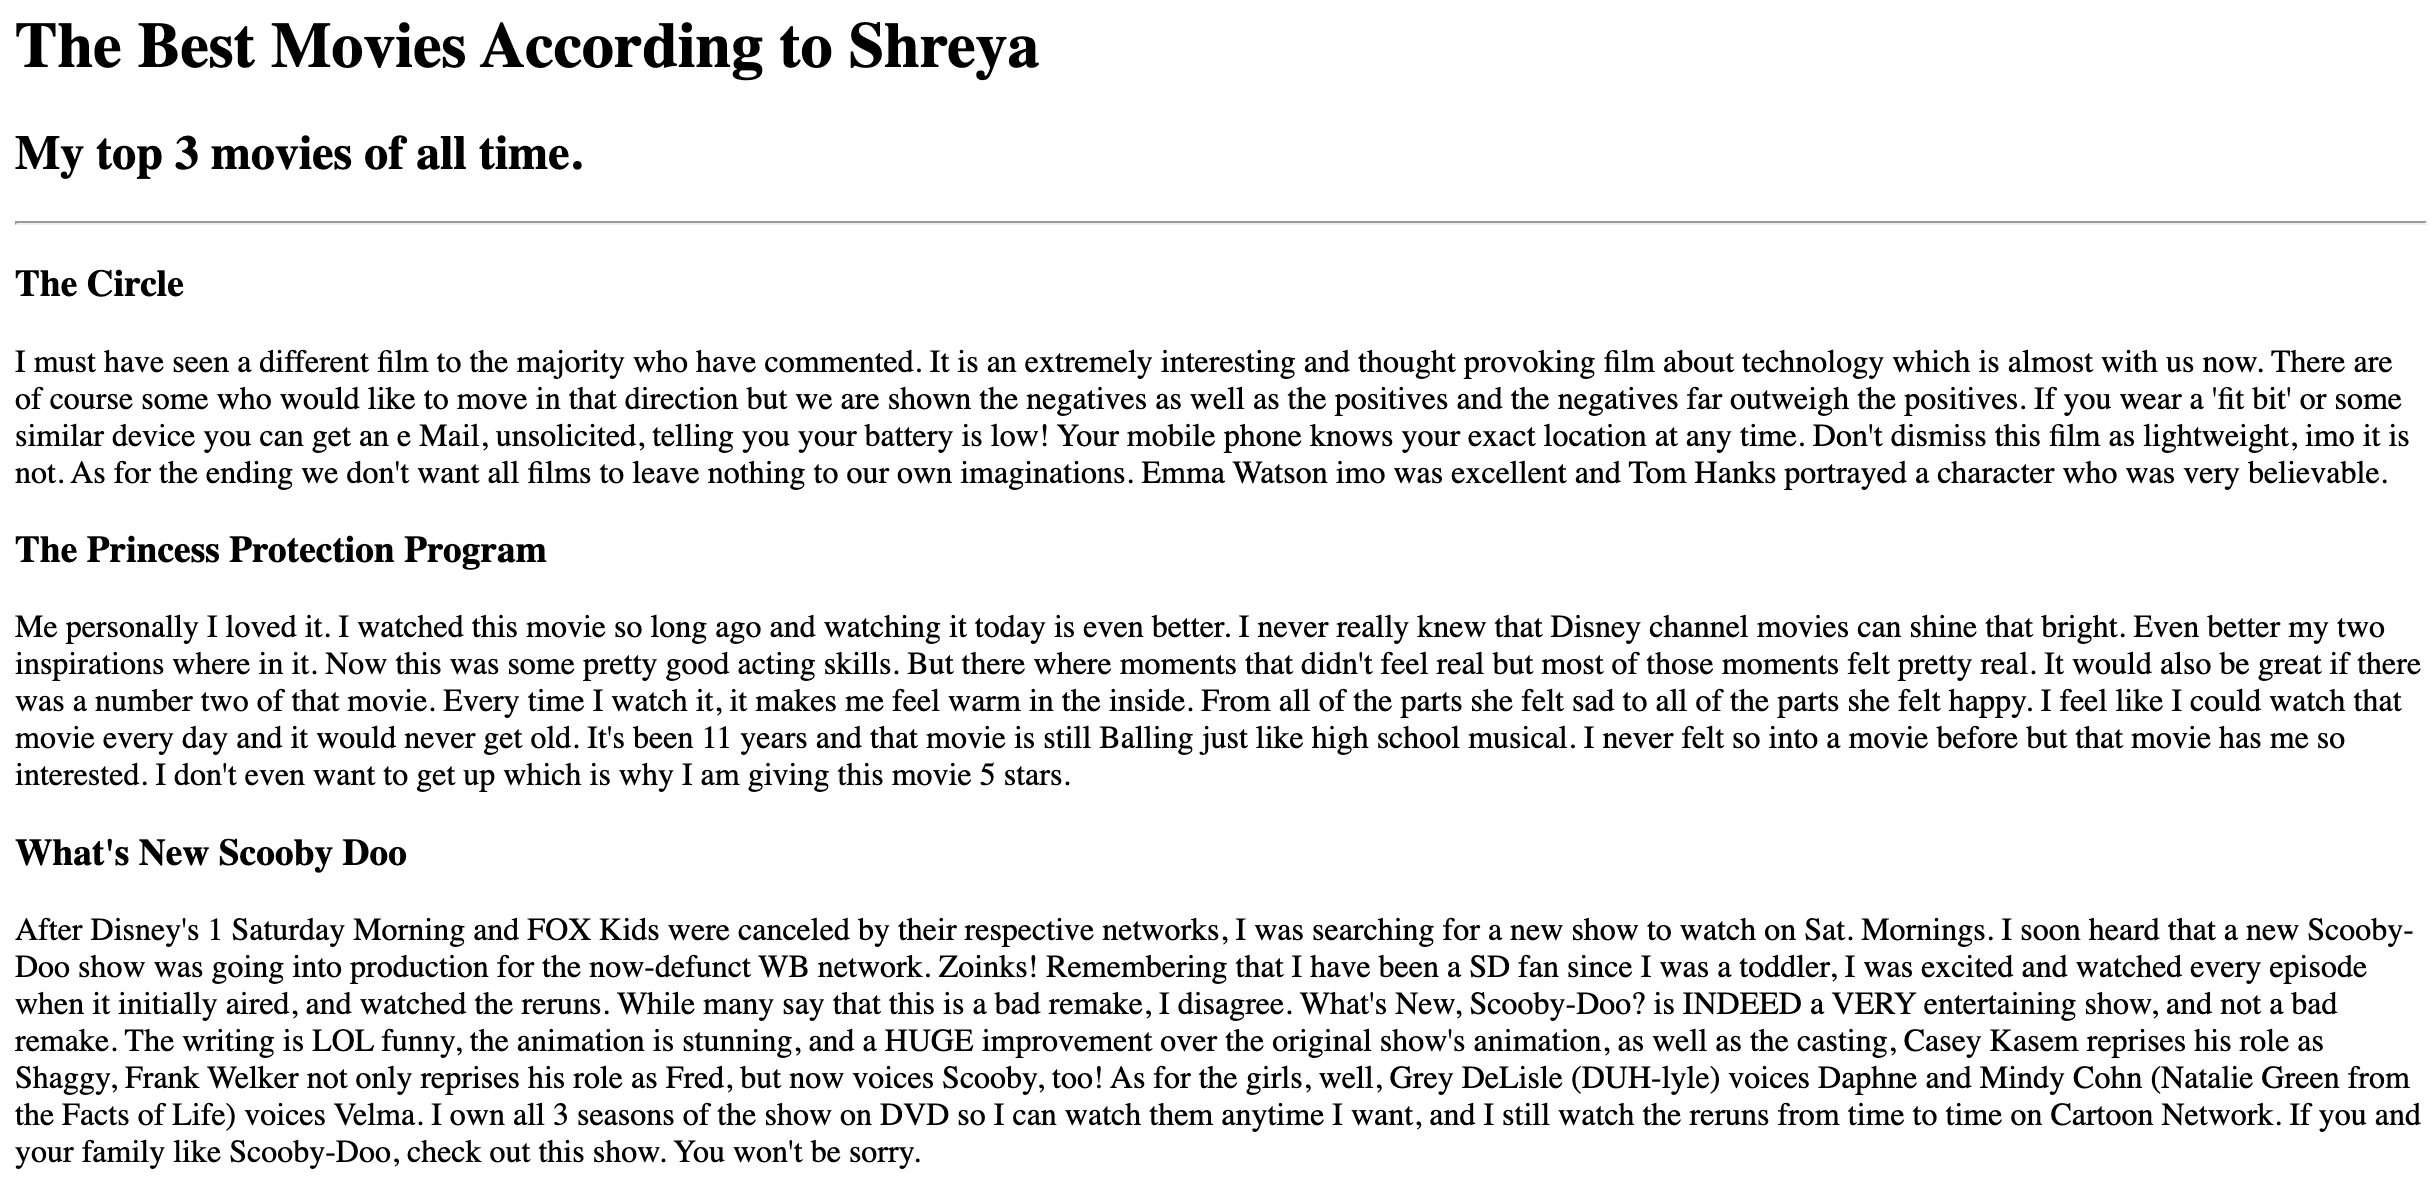 The Best Movies According to Shreya
My top 3 movies of all time.
The Circle
I must have seen a different film to the majority who have commented. It is an extremely interesting and thought provoking film about technology which is almost with us now. There are
of course some who would like to move in that direction but we are shown the negatives as well as the positives and the negatives far outweigh the positives. If you wear a 'fit bit' or some
similar device you can get an e Mail, unsolicited, telling you your battery is low! Your mobile phone knows your exact location at any time. Don't dismiss this film as lightweight, imo it is
not. As for the ending we don't want all films to leave nothing to our own imaginations. Emma Watson imo was excellent and Tom Hanks portrayed a character who was very believable.
The Princess Protection Program
Me personally I loved it. I watched this movie so long ago and watching it today is even better. I never really knew that Disney channel movies can shine that bright. Even better my two
inspirations where in it. Now this was some pretty good acting skills. But there where moments that didn't feel real but most of those moments felt pretty real. It would also be great if there
was a number two of that movie. Every time I watch it, it makes me feel warm in the inside. From all of the parts she felt sad to all of the parts she felt happy. I feel like I could watch that
movie every day and it would never get old. It's been 11 years and that movie is still Balling just like high school musical. I never felt so into a movie before but that movie has me so
interested. I don't even want to get up which is why I am giving this movie 5 stars.
What's New Scooby Doo
After Disney's 1 Saturday Morning and FOX Kids were canceled by their respective networks, I was searching for a new show to watch on Sat. Mornings. I soon heard that a new Scooby-
Doo show was going into production for the now-defunct WB network. Zoinks! Remembering that I have been a SD fan since I was a toddler, I was excited and watched every episode
when it initially aired, and watched the reruns. While many say that this is a bad remake, I disagree. What's New, Scooby-Doo? is INDEED a VERY entertaining show, and not a bad
remake. The writing is LOL funny, the animation is stunning, and a HUGE improvement over the original show's animation, as well as the casting, Casey Kasem reprises his role as
Shaggy, Frank Welker not only reprises his role as Fred, but now voices Scooby, too! As for the girls, well, Grey DeLisle (DUH-lyle) voices Daphne and Mindy Cohn (Natalie Green from
the Facts of Life) voices Velma. I own all 3 seasons of the show on DVD so I can watch them anytime I want, and I still watch the reruns from time to time on Cartoon Network. If you and
your family like Scooby-Doo, check out this show. You won't be sorry.